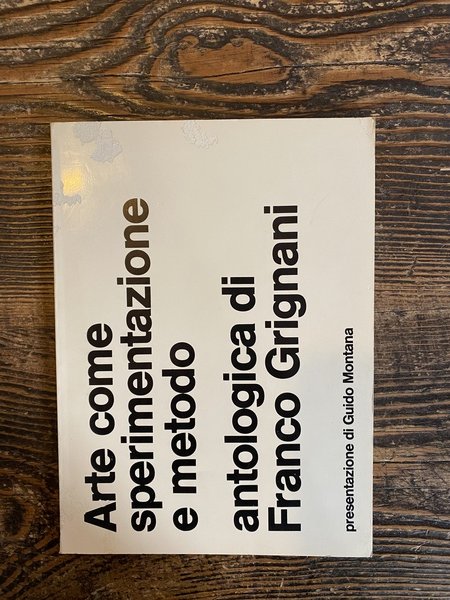 Arte come
sperimentazione
e metodo
antologica di
Franco Grignani
presentazione di Guido Montana